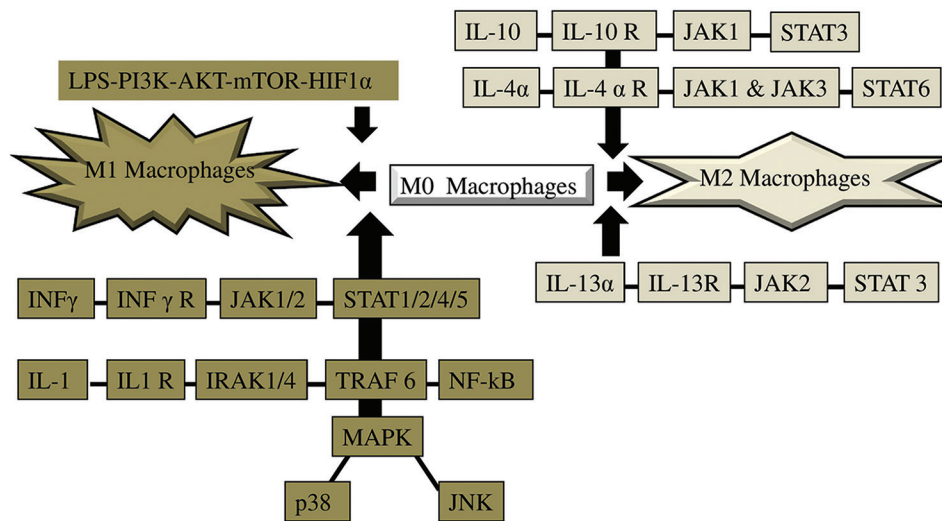 IL-10 IL-10 R JAK1 STAT3
LPS-PI3K-AKT-mTOR-HIF1α
IL-4α IL-4 α R JAK1 & JAK3 STAT6
M1 Macrophages
M0 Macrophages
M2 Macrophages
IL-13α IL-13R JAK2 STAT 3
INFγ INF γ R JAK1/2 STAT1/2/4/5
IL-1 IL1 R IRAK1/4 TRAF 6 NF-kB
MAPK
p38 JNK